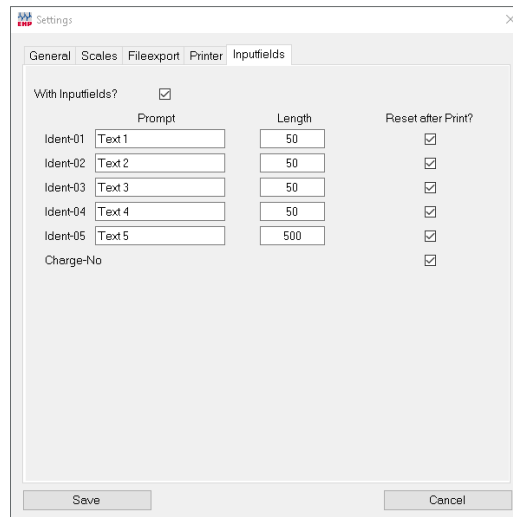 EHP Settings
General Scales Fileexport Printer Inputfields
With Inputfields?
Prompt Length Reset after Print?
Ident-01 Text 1 50
Ident-02 Text 2 50
Ident-03 Text 3 50
Ident-04 Text 4 50
Ident-05 Text 5 500
Charge-No
Save Cancel